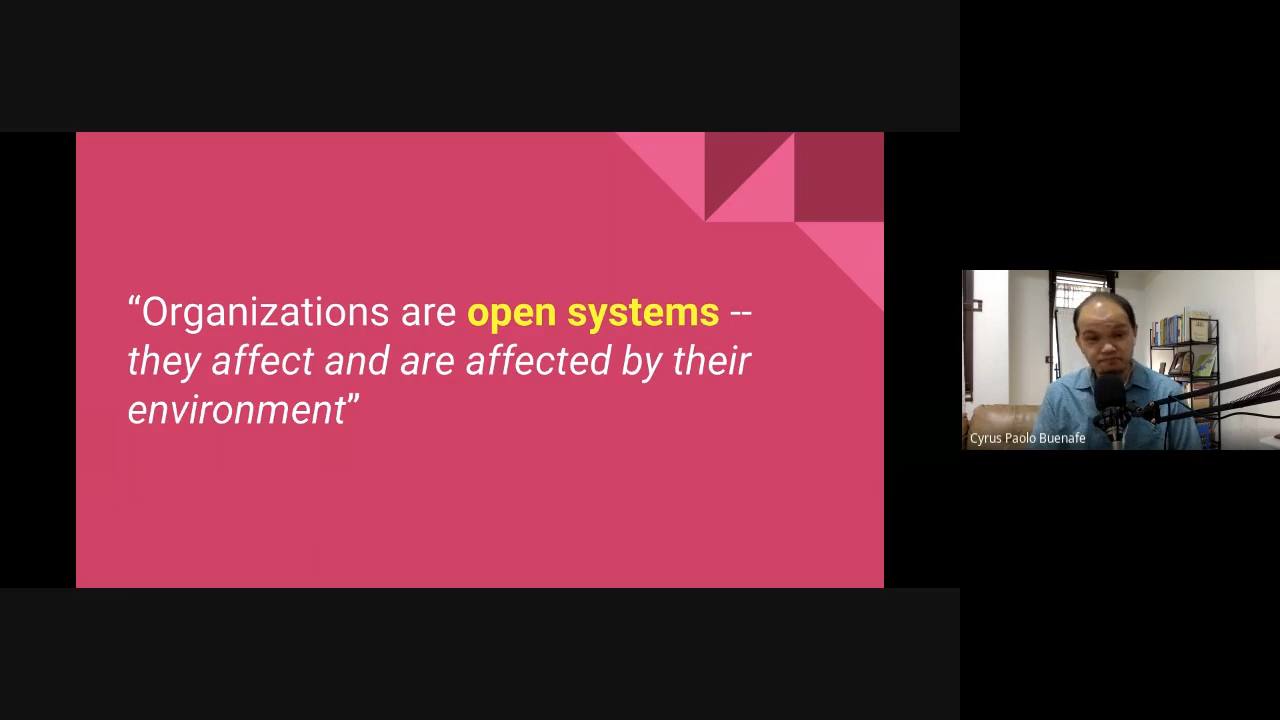 “Organizations are open systems --
they affect and are affected by their
environment”
Cyrus Paolo Buenafe